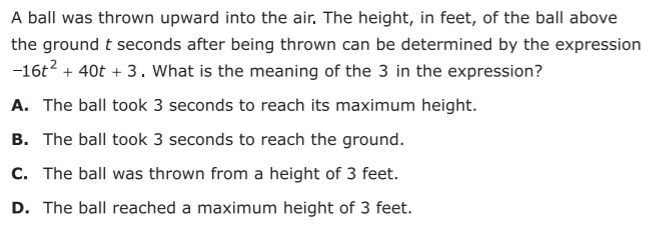 A ball was thrown upward into the air. The height, in feet, of the ball above
the ground t seconds after being thrown can be determined by the expression
−16t² + 40t + 3. What is the meaning of the 3 in the expression?
A. The ball took 3 seconds to reach its maximum height.
B. The ball took 3 seconds to reach the ground.
C. The ball was thrown from a height of 3 feet.
D. The ball reached a maximum height of 3 feet.